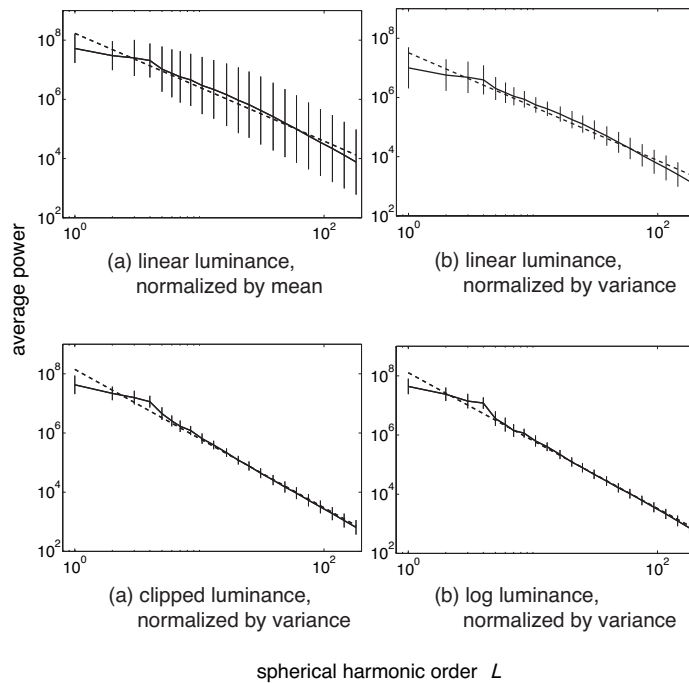 10^8
10^6
10^4
10^2
10^0
10^2
(a) linear luminance,
normalized by mean
10^8
10^6
10^4
10^2
10^0
10^2
(b) linear luminance,
normalized by variance
average power
10^8
10^6
10^4
10^2
10^0
10^2
(a) clipped luminance,
normalized by variance
10^8
10^6
10^4
10^2
10^0
10^2
(b) log luminance,
normalized by variance
spherical harmonic order L